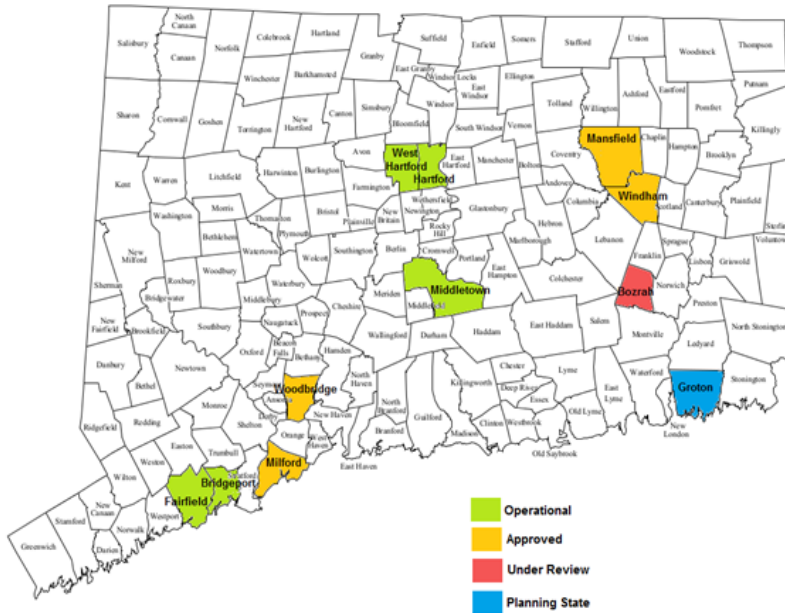 North
Canaan
Salisbury
Canaan
Norfolk
Colebrook
Hartland
Granby
Suffield
East Granby
Windsor Locks
Enfield
Somers
Stafford
Union
Woodstock
Thompson
Winchester
Barkhamsted
East
Windsor
Ellington
Ashford
Eastford
Putnam
Sharon
Cornwall
Goshen
Torrington
New
Hartford
Canton
Simsbury
Bloomfield
Windsor
South Windsor
Vernon
Tolland
Willington
Pomfret
Killingly
Avon
West
Hartford
Hartford
East
Hartford
Manchester
Bolton
Coventry
Andover
Mansfield
Chaplin
Hampton
Brooklyn
Kent
Warren
Litchfield
Harwinton
Burlington
Farmington
Wethersfield
Newington
Glastonbury
Columbia
Windham
Scotland
Canterbury
Plainfield
Washington
Morris
Thomaston
Bristol
Plainville
New
Britain
Rocky
Hill
Hebron
Marlborough
Lebanon
Franklin
Sprague
Lisbon
Griswold
Bethlehem
Watertown
Plymouth
Wolcott
Southington
Berlin
Cromwell
Portland
East
Hampton
Colchester
Bozrah
Norwich
Preston
New
Milford
Sherman
Roxbury
Bridgewater
Woodbury
Middlebury
Waterbury
Cheshire
Meriden
Middletown
Middlefield
New
Fairfield
Brookfield
Southbury
Naugatuck
Prospect
Wallingford
Durham
Haddam
East Haddam
Salem
Montville
North Stonington
Ledyard
Danbury
Bethel
Newtown
Oxford
Beacon
Falls
Bethany
Hamden
North
Haven
Seymour
Woodbridge
Ansonia
Derby
Shelton
Monroe
New Haven
North
Branford
Guilford
Killingworth
Chester
Deep River
Essex
Lyme
East
Lyme
Waterford
Groton
Stonington
Ridgefield
Redding
Easton
Trumbull
Orange
West
Haven
Branford
Madison
Clinton
Westbrook
Old Lyme
New
London
Old Saybrook
East Haven
Milford
Stratford
Bridgeport
Fairfield
Weston
Wilton
Westport
New
Canaan
Norwalk
Darien
Stamford
Greenwich
Operational
Approved
Under Review
Planning State